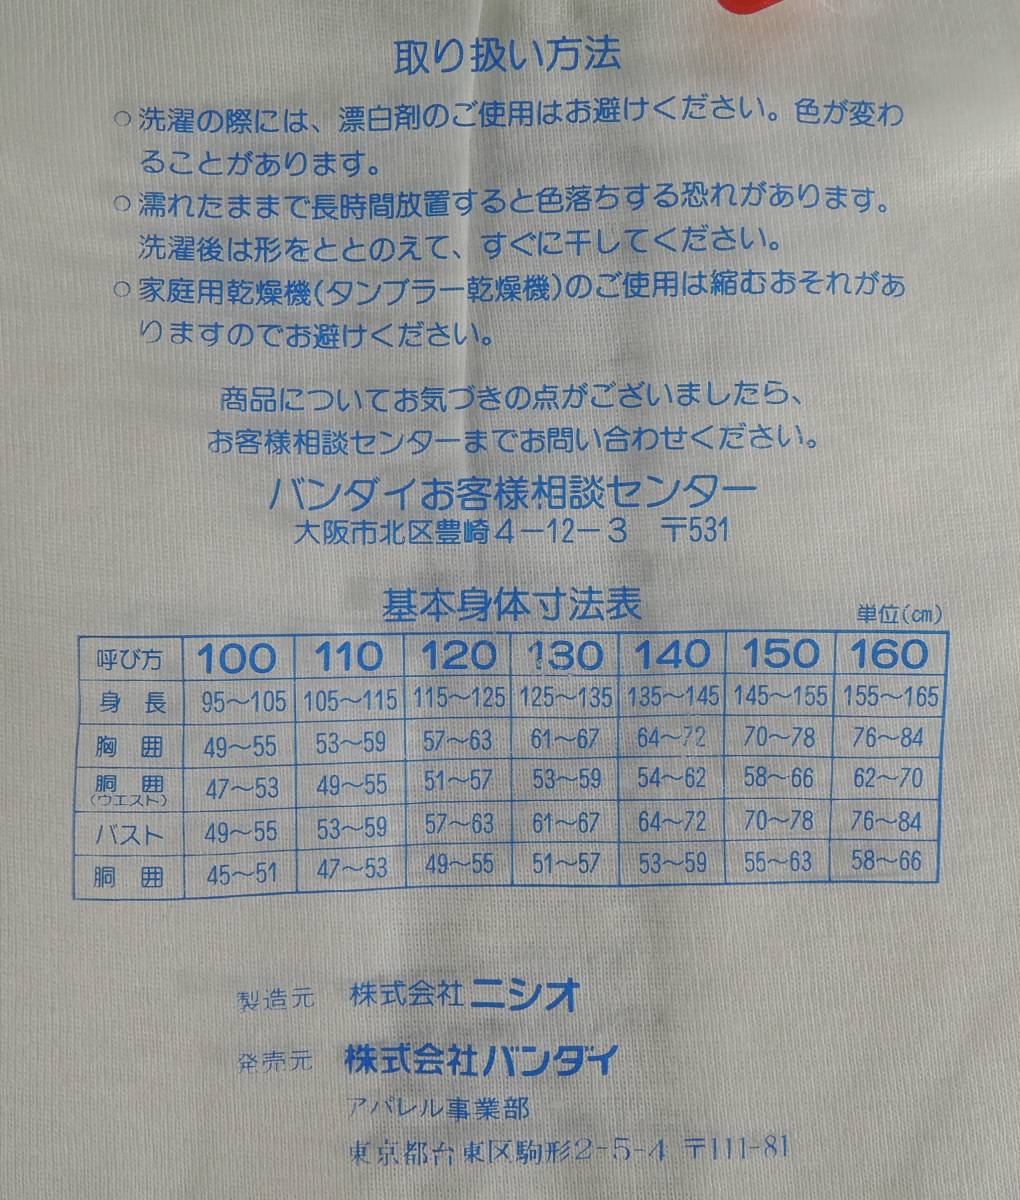 取り扱い方法
○洗濯の際には、漂白剤のご使用はお避けください。色が変わ
ることがあります。
○濡れたままで長時間放置すると色落ちする恐れがあります。
洗濯後は形をととのえて、すぐに干してください。
○家庭用乾燥機(タンブラー乾燥機)のご使用は縮むおそれがあ
りますのでお避けください。
商品についてお気づきの点がございましたら、
お客様相談センターまでお問い合わせください。
バンダイお客様相談センター
大阪市北区豊崎4-12-3 〒531
基本身体寸法表 単位(cm)
呼び方 100 110 120 130 140 150 160
身長 95~105 105~115 115~125 125~135 135~145 145~155 155~165
胸囲 49~55 53~59 57~63 61~67 64~72 70~78 76~84
胴囲(ウエスト) 47~53 49~55 51~57 53~59 54~62 58~66 62~70
バスト 49~55 53~59 57~63 61~67 64~72 70~78 76~84
胴囲 45~51 47~53 49~55 51~57 53~59 55~63 58~66
製造元 株式会社ニシオ
発売元 株式会社バンダイ
アパレル事業部
東京都台東区駒形2-5-4 〒111-81